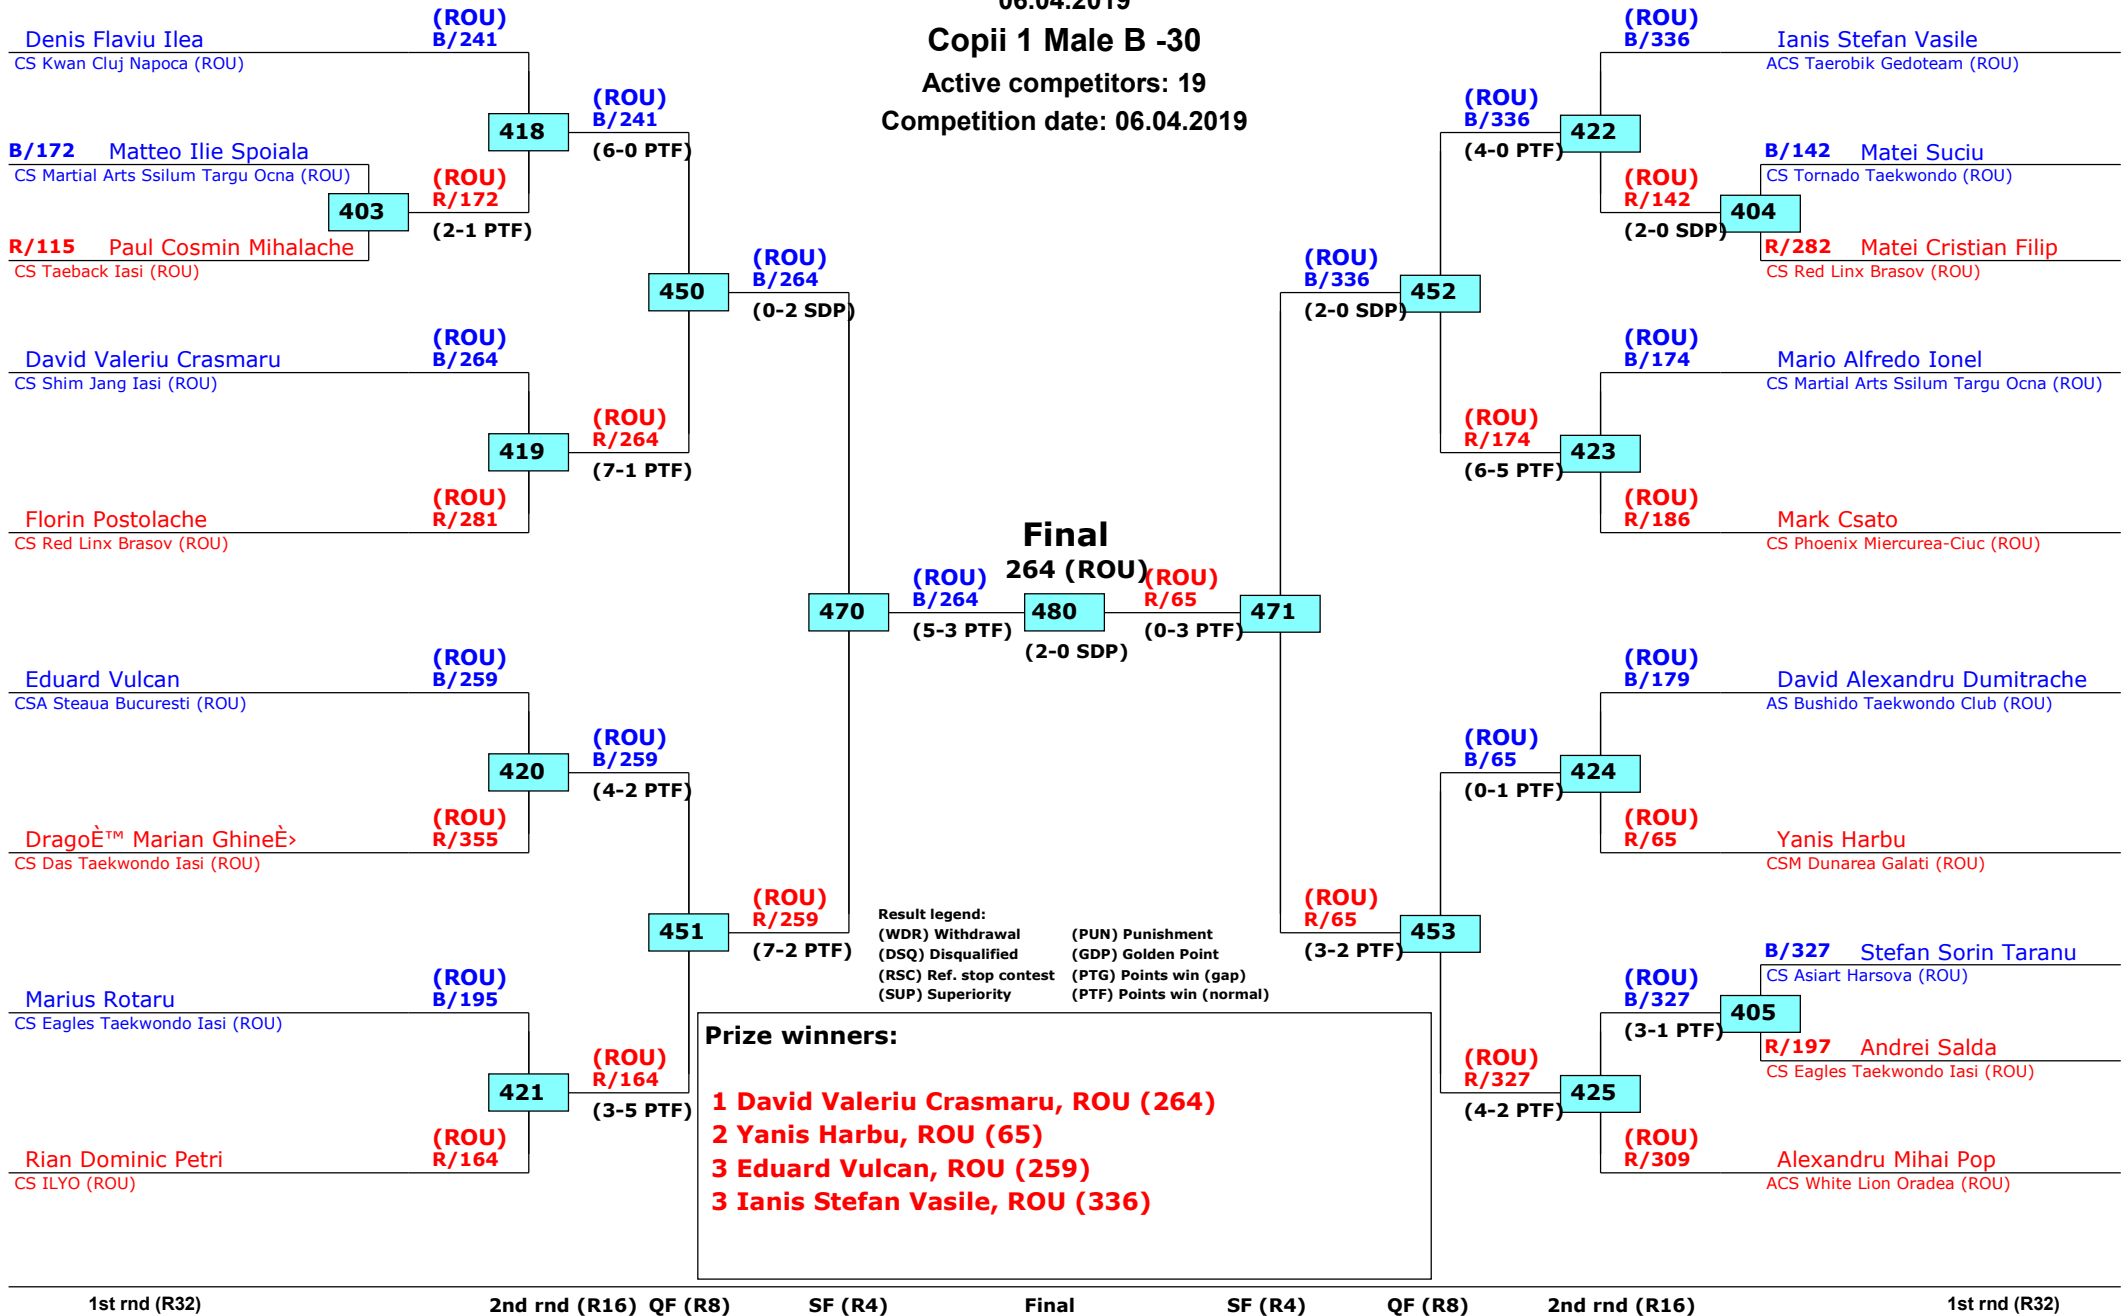 06.04.2019
Copii 1 Male B -30
Active competitors: 19
Competition date: 06.04.2019
Denis Flaviu Ilea
CS Kwan Cluj Napoca (ROU)
(ROU)
B/241
418
(ROU)
B/241
(6-0 PTF)
B/172 Matteo Ilie Spoiala
CS Martial Arts Ssilum Targu Ocna (ROU)
403
(ROU)
R/172
(2-1 PTF)
R/115 Paul Cosmin Mihalache
CS Taeback Iasi (ROU)
450
(ROU)
B/264
(0-2 SDP)
David Valeriu Crasmaru
CS Shim Jang Iasi (ROU)
(ROU)
B/264
419
(ROU)
R/264
(7-1 PTF)
Florin Postolache
CS Red Linx Brasov (ROU)
(ROU)
R/281
470
(ROU)
B/264
(5-3 PTF)
Eduard Vulcan
CSA Steaua Bucuresti (ROU)
(ROU)
B/259
420
(ROU)
B/259
(4-2 PTF)
DragoÈ™ Marian GhineÈ›
CS Das Taekwondo Iasi (ROU)
(ROU)
R/355
451
(ROU)
R/259
(7-2 PTF)
Marius Rotaru
CS Eagles Taekwondo Iasi (ROU)
(ROU)
B/195
421
(ROU)
R/164
(3-5 PTF)
Rian Dominic Petri
CS ILYO (ROU)
(ROU)
R/164
Final
264 (ROU)
480
(2-0 SDP)
(ROU)
R/65
(0-3 PTF)
471
(ROU)
B/336
Ianis Stefan Vasile
ACS Taerobik Gedoteam (ROU)
(ROU)
B/336
(4-0 PTF)
422
B/142 Matei Suciu
CS Tornado Taekwondo (ROU)
(ROU)
R/142
(2-0 SDP)
404
R/282 Matei Cristian Filip
CS Red Linx Brasov (ROU)
(ROU)
B/336
(2-0 SDP)
452
(ROU)
B/174
Mario Alfredo Ionel
CS Martial Arts Ssilum Targu Ocna (ROU)
(ROU)
R/174
(6-5 PTF)
423
(ROU)
R/186
Mark Csato
CS Phoenix Miercurea-Ciuc (ROU)
(ROU)
B/179
David Alexandru Dumitrache
AS Bushido Taekwondo Club (ROU)
(ROU)
B/65
(0-1 PTF)
424
(ROU)
R/65
Yanis Harbu
CSM Dunarea Galati (ROU)
(ROU)
R/65
(3-2 PTF)
453
B/327 Stefan Sorin Taranu
CS Asiart Harsova (ROU)
(ROU)
B/327
(3-1 PTF)
405
R/197 Andrei Salda
CS Eagles Taekwondo Iasi (ROU)
(ROU)
R/327
(4-2 PTF)
425
(ROU)
R/309
Alexandru Mihai Pop
ACS White Lion Oradea (ROU)
Result legend:
(WDR) Withdrawal (PUN) Punishment
(DSQ) Disqualified (GDP) Golden Point
(RSC) Ref. stop contest (PTG) Points win (gap)
(SUP) Superiority (PTF) Points win (normal)
Prize winners:
1 David Valeriu Crasmaru, ROU (264)
2 Yanis Harbu, ROU (65)
3 Eduard Vulcan, ROU (259)
3 Ianis Stefan Vasile, ROU (336)
1st rnd (R32) 2nd rnd (R16) QF (R8) SF (R4) Final SF (R4) QF (R8) 2nd rnd (R16) 1st rnd (R32)